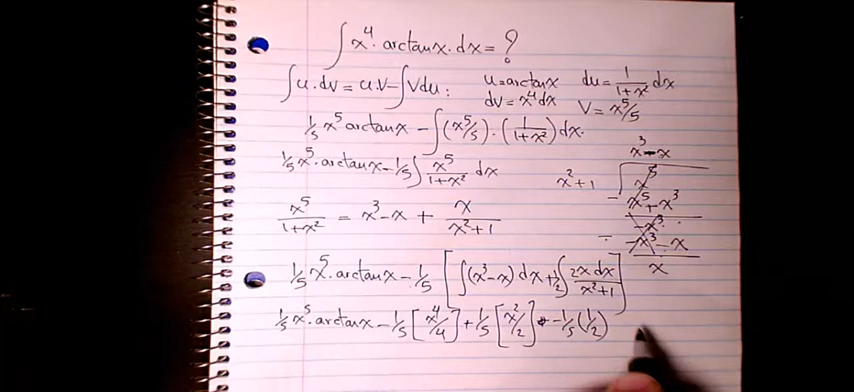 ∫ x⁴. arctanx. dx = ?
∫ u.dv = u.v - ∫ vdu : u=arctanx du = 1/(1+x²) dx
dv = x⁴dx V = x⁵/5
1/5 x⁵ arctanx - ∫ (x⁵/5) . (1/(1+x²)) dx.
1/5 x⁵. arctanx - 1/5 ∫ x⁵/(1+x²) dx
x⁵/(1+x²) = x³ - x + x/(x²+1)
x³ - x
x²+1 √ x⁵
- x⁵ + x³
- x³
- - x³ - x
x
1/5 x⁵. arctanx - 1/5 [ ∫ (x³-x) dx + 1/2 ∫ 2x dx/(x²+1) ]
1/5 x⁵. arctanx - 1/5 [x⁴/4] + 1/5 [x²/2] - 1/5 (1/2)